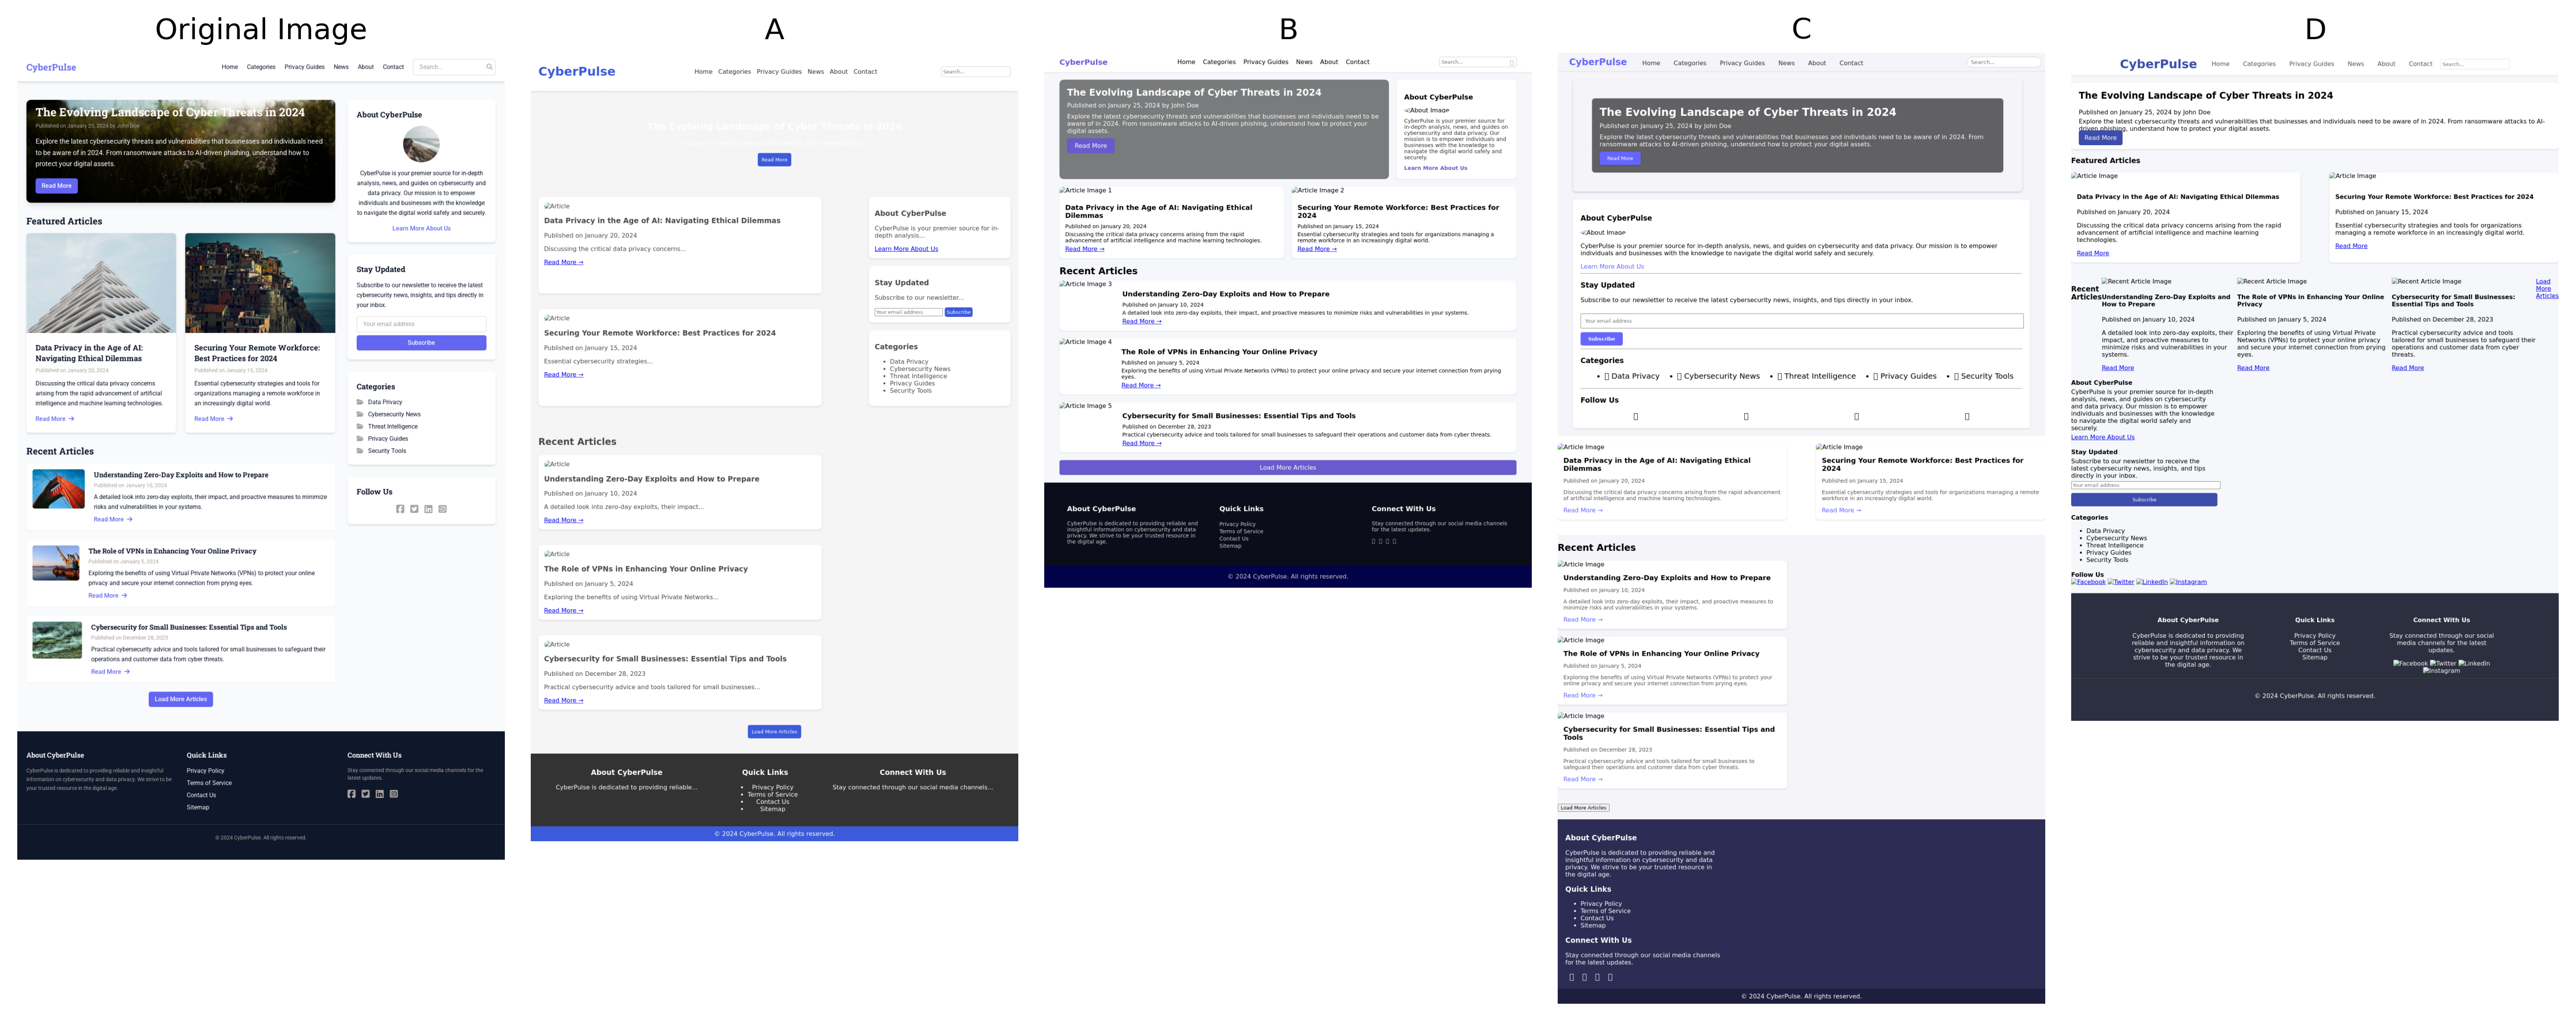 Original Image
A
B
C
D
CyberPulse
Home Categories Privacy Guides News About Contact
Search...
The Evolving Landscape of Cyber Threats in 2024
Published on January 25, 2024 by John Doe
Explore the latest cybersecurity threats and vulnerabilities that businesses and individuals need
to be aware of in 2024. From ransomware attacks to AI-driven phishing, understand how to
protect your digital assets.
Read More
Featured Articles
Data Privacy in the Age of AI:
Navigating Ethical Dilemmas
Published on January 20, 2024
Discussing the critical data privacy concerns
arising from the rapid advancement of artificial
intelligence and machine learning technologies.
Read More →
Securing Your Remote Workforce:
Best Practices for 2024
Published on January 15, 2024
Essential cybersecurity strategies and tools for
organizations managing a remote workforce in
an increasingly digital world.
Read More →
Recent Articles
Understanding Zero-Day Exploits and How to Prepare
Published on January 10, 2024
A detailed look into zero-day exploits, their impact, and proactive measures to minimize
risks and vulnerabilities in your systems.
Read More →
The Role of VPNs in Enhancing Your Online Privacy
Published on January 5, 2024
Exploring the benefits of using Virtual Private Networks (VPNs) to protect your online
privacy and secure your internet connection from prying eyes.
Read More →
Cybersecurity for Small Businesses: Essential Tips and Tools
Published on December 28, 2023
Practical cybersecurity advice and tools tailored for small businesses to safeguard their
operations and customer data from cyber threats.
Read More →
Load More Articles
About CyberPulse
CyberPulse is your premier source for in-depth
analysis, news, and guides on cybersecurity and
data privacy. Our mission is to empower
individuals and businesses with the knowledge
to navigate the digital world safely and securely.
Learn More About Us
Stay Updated
Subscribe to our newsletter to receive the latest
cybersecurity news, insights, and tips directly in
your inbox.
Your email address
Subscribe
Categories
Data Privacy
Cybersecurity News
Threat Intelligence
Privacy Guides
Security Tools
Follow Us
About CyberPulse
CyberPulse is dedicated to providing reliable and insightful
information on cybersecurity and data privacy. We strive to be
your trusted resource in the digital age.
Quick Links
Privacy Policy
Terms of Service
Contact Us
Sitemap
Connect With Us
Stay connected through our social media channels for the
latest updates.
© 2024 CyberPulse. All rights reserved.
CyberPulse
Home Categories Privacy Guides News About Contact
Search...
The Evolving Landscape of Cyber Threats in 2024
Read More
Article
Data Privacy in the Age of AI: Navigating Ethical Dilemmas
Published on January 20, 2024
Discussing the critical data privacy concerns...
Read More →
Article
Securing Your Remote Workforce: Best Practices for 2024
Published on January 15, 2024
Essential cybersecurity strategies...
Read More →
About CyberPulse
CyberPulse is your premier source for in-
depth analysis...
Learn More About Us
Stay Updated
Subscribe to our newsletter...
Your email address Subscribe
Categories
• Data Privacy
• Cybersecurity News
• Threat Intelligence
• Privacy Guides
• Security Tools
Recent Articles
Article
Understanding Zero-Day Exploits and How to Prepare
Published on January 10, 2024
A detailed look into zero-day exploits, their impact...
Read More →
Article
The Role of VPNs in Enhancing Your Online Privacy
Published on January 5, 2024
Exploring the benefits of using Virtual Private Networks...
Read More →
Article
Cybersecurity for Small Businesses: Essential Tips and Tools
Published on December 28, 2023
Practical cybersecurity advice and tools tailored for small businesses...
Read More →
Load More Articles
About CyberPulse
CyberPulse is dedicated to providing reliable...
Quick Links
• Privacy Policy
• Terms of Service
• Contact Us
• Sitemap
Connect With Us
Stay connected through our social media channels...
© 2024 CyberPulse. All rights reserved.
CyberPulse
Home Categories Privacy Guides News About Contact
Search...
The Evolving Landscape of Cyber Threats in 2024
Published on January 25, 2024 by John Doe
Explore the latest cybersecurity threats and vulnerabilities that businesses and individuals need to be
aware of in 2024. From ransomware attacks to AI-driven phishing, understand how to protect your
digital assets.
Read More
About CyberPulse
About Image
CyberPulse is your premier source for
in-depth analysis, news, and guides on
cybersecurity and data privacy. Our
mission is to empower individuals and
businesses with the knowledge to
navigate the digital world safely and
securely.
Learn More About Us
Article Image 1
Data Privacy in the Age of AI: Navigating Ethical
Dilemmas
Published on January 20, 2024
Discussing the critical data privacy concerns arising from the rapid
advancement of artificial intelligence and machine learning technologies.
Read More →
Article Image 2
Securing Your Remote Workforce: Best Practices for
2024
Published on January 15, 2024
Essential cybersecurity strategies and tools for organizations managing a
remote workforce in an increasingly digital world.
Read More →
Recent Articles
Article Image 3
Understanding Zero-Day Exploits and How to Prepare
Published on January 10, 2024
A detailed look into zero-day exploits, their impact, and proactive measures to minimize risks and vulnerabilities in your systems.
Read More →
Article Image 4
The Role of VPNs in Enhancing Your Online Privacy
Published on January 5, 2024
Exploring the benefits of using Virtual Private Networks (VPNs) to protect your online privacy and secure your internet connection from prying
eyes.
Read More →
Article Image 5
Cybersecurity for Small Businesses: Essential Tips and Tools
Published on December 28, 2023
Practical cybersecurity advice and tools tailored for small businesses to safeguard their operations and customer data from cyber threats.
Read More →
Load More Articles
About CyberPulse
CyberPulse is dedicated to providing reliable and
insightful information on cybersecurity and data
privacy. We strive to be your trusted resource in
the digital age.
Quick Links
Privacy Policy
Terms of Service
Contact Us
Sitemap
Connect With Us
Stay connected through our social media channels
for the latest updates.
© 2024 CyberPulse. All rights reserved.
CyberPulse
Home Categories Privacy Guides News About Contact
Search...
The Evolving Landscape of Cyber Threats in 2024
Published on January 25, 2024 by John Doe
Explore the latest cybersecurity threats and vulnerabilities that businesses and individuals need to be aware of in 2024. From
ransomware attacks to AI-driven phishing, understand how to protect your digital assets.
Read More
About CyberPulse
About Image
CyberPulse is your premier source for in-depth analysis, news, and guides on cybersecurity and data privacy. Our mission is to empower
individuals and businesses with the knowledge to navigate the digital world safely and securely.
Learn More About Us
Stay Updated
Subscribe to our newsletter to receive the latest cybersecurity news, insights, and tips directly in your inbox.
Your email address
Subscribe
Categories
• Data Privacy • Cybersecurity News • Threat Intelligence • Privacy Guides • Security Tools
Follow Us
Article Image
Data Privacy in the Age of AI: Navigating Ethical
Dilemmas
Published on January 20, 2024
Discussing the critical data privacy concerns arising from the rapid advancement
of artificial intelligence and machine learning technologies.
Read More →
Article Image
Securing Your Remote Workforce: Best Practices for
2024
Published on January 15, 2024
Essential cybersecurity strategies and tools for organizations managing a remote
workforce in an increasingly digital world.
Read More →
Recent Articles
Article Image
Understanding Zero-Day Exploits and How to Prepare
Published on January 10, 2024
A detailed look into zero-day exploits, their impact, and proactive measures to
minimize risks and vulnerabilities in your systems.
Read More →
Article Image
The Role of VPNs in Enhancing Your Online Privacy
Published on January 5, 2024
Exploring the benefits of using Virtual Private Networks (VPNs) to protect your
online privacy and secure your internet connection from prying eyes.
Read More →
Article Image
Cybersecurity for Small Businesses: Essential Tips and
Tools
Published on December 28, 2023
Practical cybersecurity advice and tools tailored for small businesses to
safeguard their operations and customer data from cyber threats.
Read More →
Load More Articles
About CyberPulse
CyberPulse is dedicated to providing reliable and
insightful information on cybersecurity and data
privacy. We strive to be your trusted resource in
the digital age.
Quick Links
• Privacy Policy
• Terms of Service
• Contact Us
• Sitemap
Connect With Us
Stay connected through our social media channels
for the latest updates.
© 2024 CyberPulse. All rights reserved.
CyberPulse
Home Categories Privacy Guides News About Contact
Search...
The Evolving Landscape of Cyber Threats in 2024
Published on January 25, 2024 by John Doe
Explore the latest cybersecurity threats and vulnerabilities that businesses and individuals need to be aware of in 2024. From ransomware attacks to AI-
driven phishing, understand how to protect your digital assets.
Read More
Featured Articles
Article Image
Data Privacy in the Age of AI: Navigating Ethical Dilemmas
Published on January 20, 2024
Discussing the critical data privacy concerns arising from the rapid
advancement of artificial intelligence and machine learning
technologies.
Read More
Article Image
Securing Your Remote Workforce: Best Practices for 2024
Published on January 15, 2024
Essential cybersecurity strategies and tools for organizations
managing a remote workforce in an increasingly digital world.
Read More
Recent
Articles
Recent Article Image
Understanding Zero-Day Exploits and
How to Prepare
Published on January 10, 2024
A detailed look into zero-day exploits, their
impact, and proactive measures to
minimize risks and vulnerabilities in your
systems.
Read More
Recent Article Image
The Role of VPNs in Enhancing Your Online
Privacy
Published on January 5, 2024
Exploring the benefits of using Virtual Private
Networks (VPNs) to protect your online privacy
and secure your internet connection from prying
eyes.
Read More
Recent Article Image
Cybersecurity for Small Businesses:
Essential Tips and Tools
Published on December 28, 2023
Practical cybersecurity advice and tools
tailored for small businesses to safeguard their
operations and customer data from cyber
threats.
Read More
Load
More
Articles
About CyberPulse
CyberPulse is your premier source for in-depth
analysis, news, and guides on cybersecurity
and data privacy. Our mission is to empower
individuals and businesses with the knowledge
to navigate the digital world safely and
securely.
Learn More About Us
Stay Updated
Subscribe to our newsletter to receive the
latest cybersecurity news, insights, and tips
directly in your inbox.
Your email address
Subscribe
Categories
• Data Privacy
• Cybersecurity News
• Threat Intelligence
• Privacy Guides
• Security Tools
Follow Us
Facebook Twitter LinkedIn Instagram
About CyberPulse
CyberPulse is dedicated to providing
reliable and insightful information on
cybersecurity and data privacy. We
strive to be your trusted resource in
the digital age.
Quick Links
Privacy Policy
Terms of Service
Contact Us
Sitemap
Connect With Us
Stay connected through our social
media channels for the latest
updates.
Facebook Twitter LinkedIn
Instagram
© 2024 CyberPulse. All rights reserved.